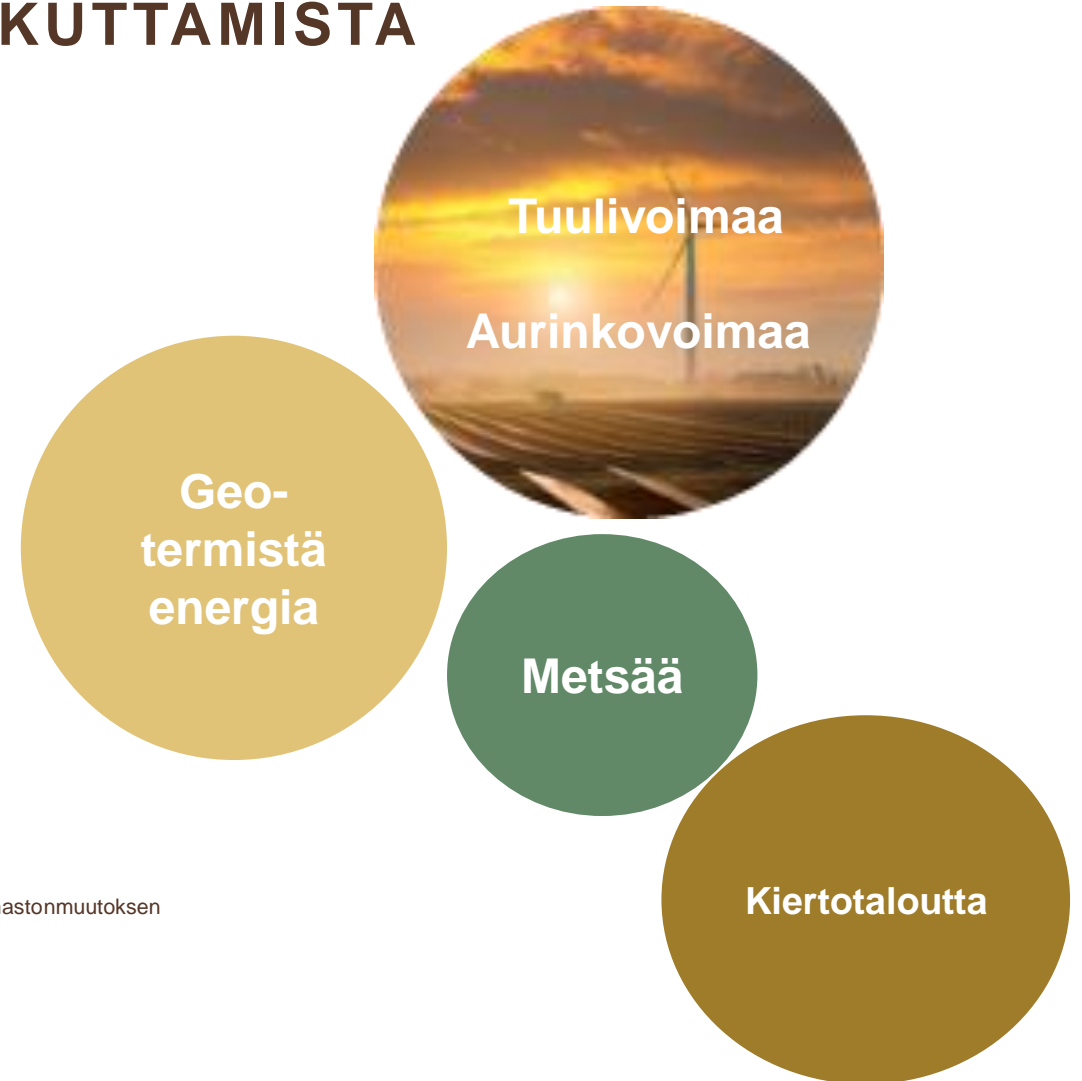 KUTTAMISTA
Tuulivoimaa
Aurinkovoimaa
Geo-
termistä
energia
Metsää
Kiertotaloutta
astonmuutoksen